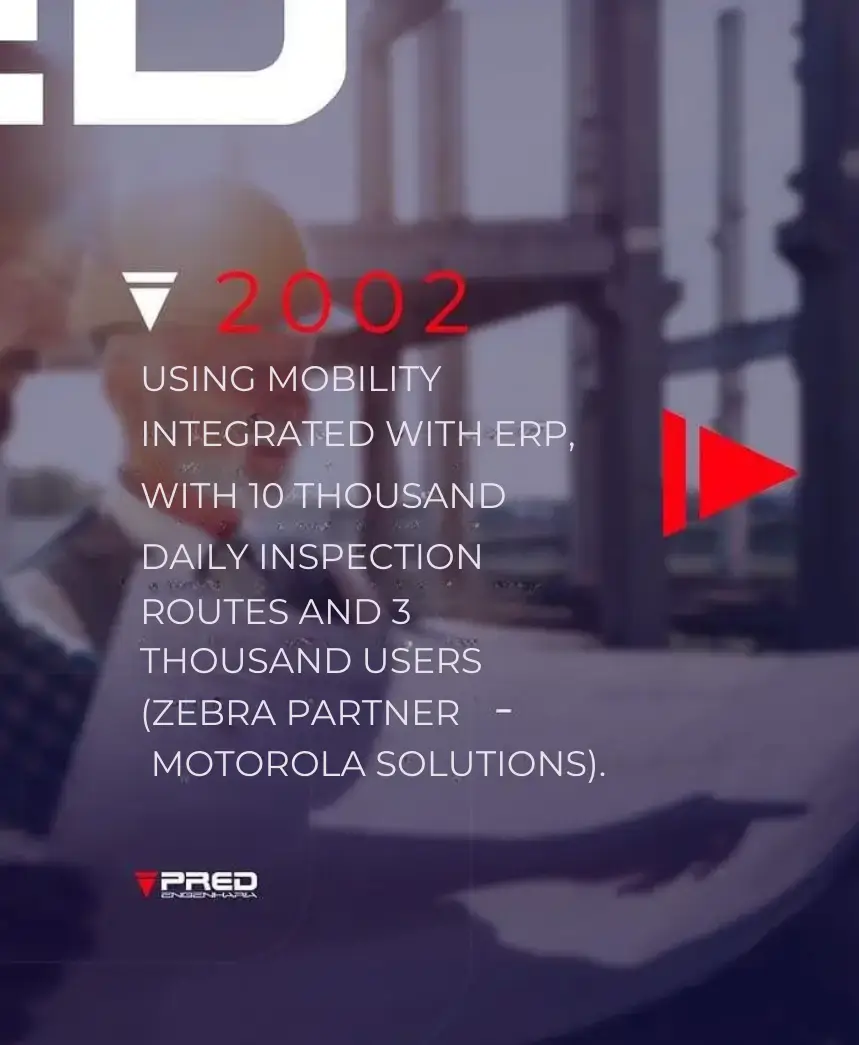 ED
2002
USING MOBILITY
INTEGRATED WITH ERP,
WITH 10 THOUSAND
DAILY INSPECTION
ROUTES AND 3
THOUSAND USERS
(ZEBRA PARTNER –
MOTOROLA SOLUTIONS).
PRED
ENGENHARIA